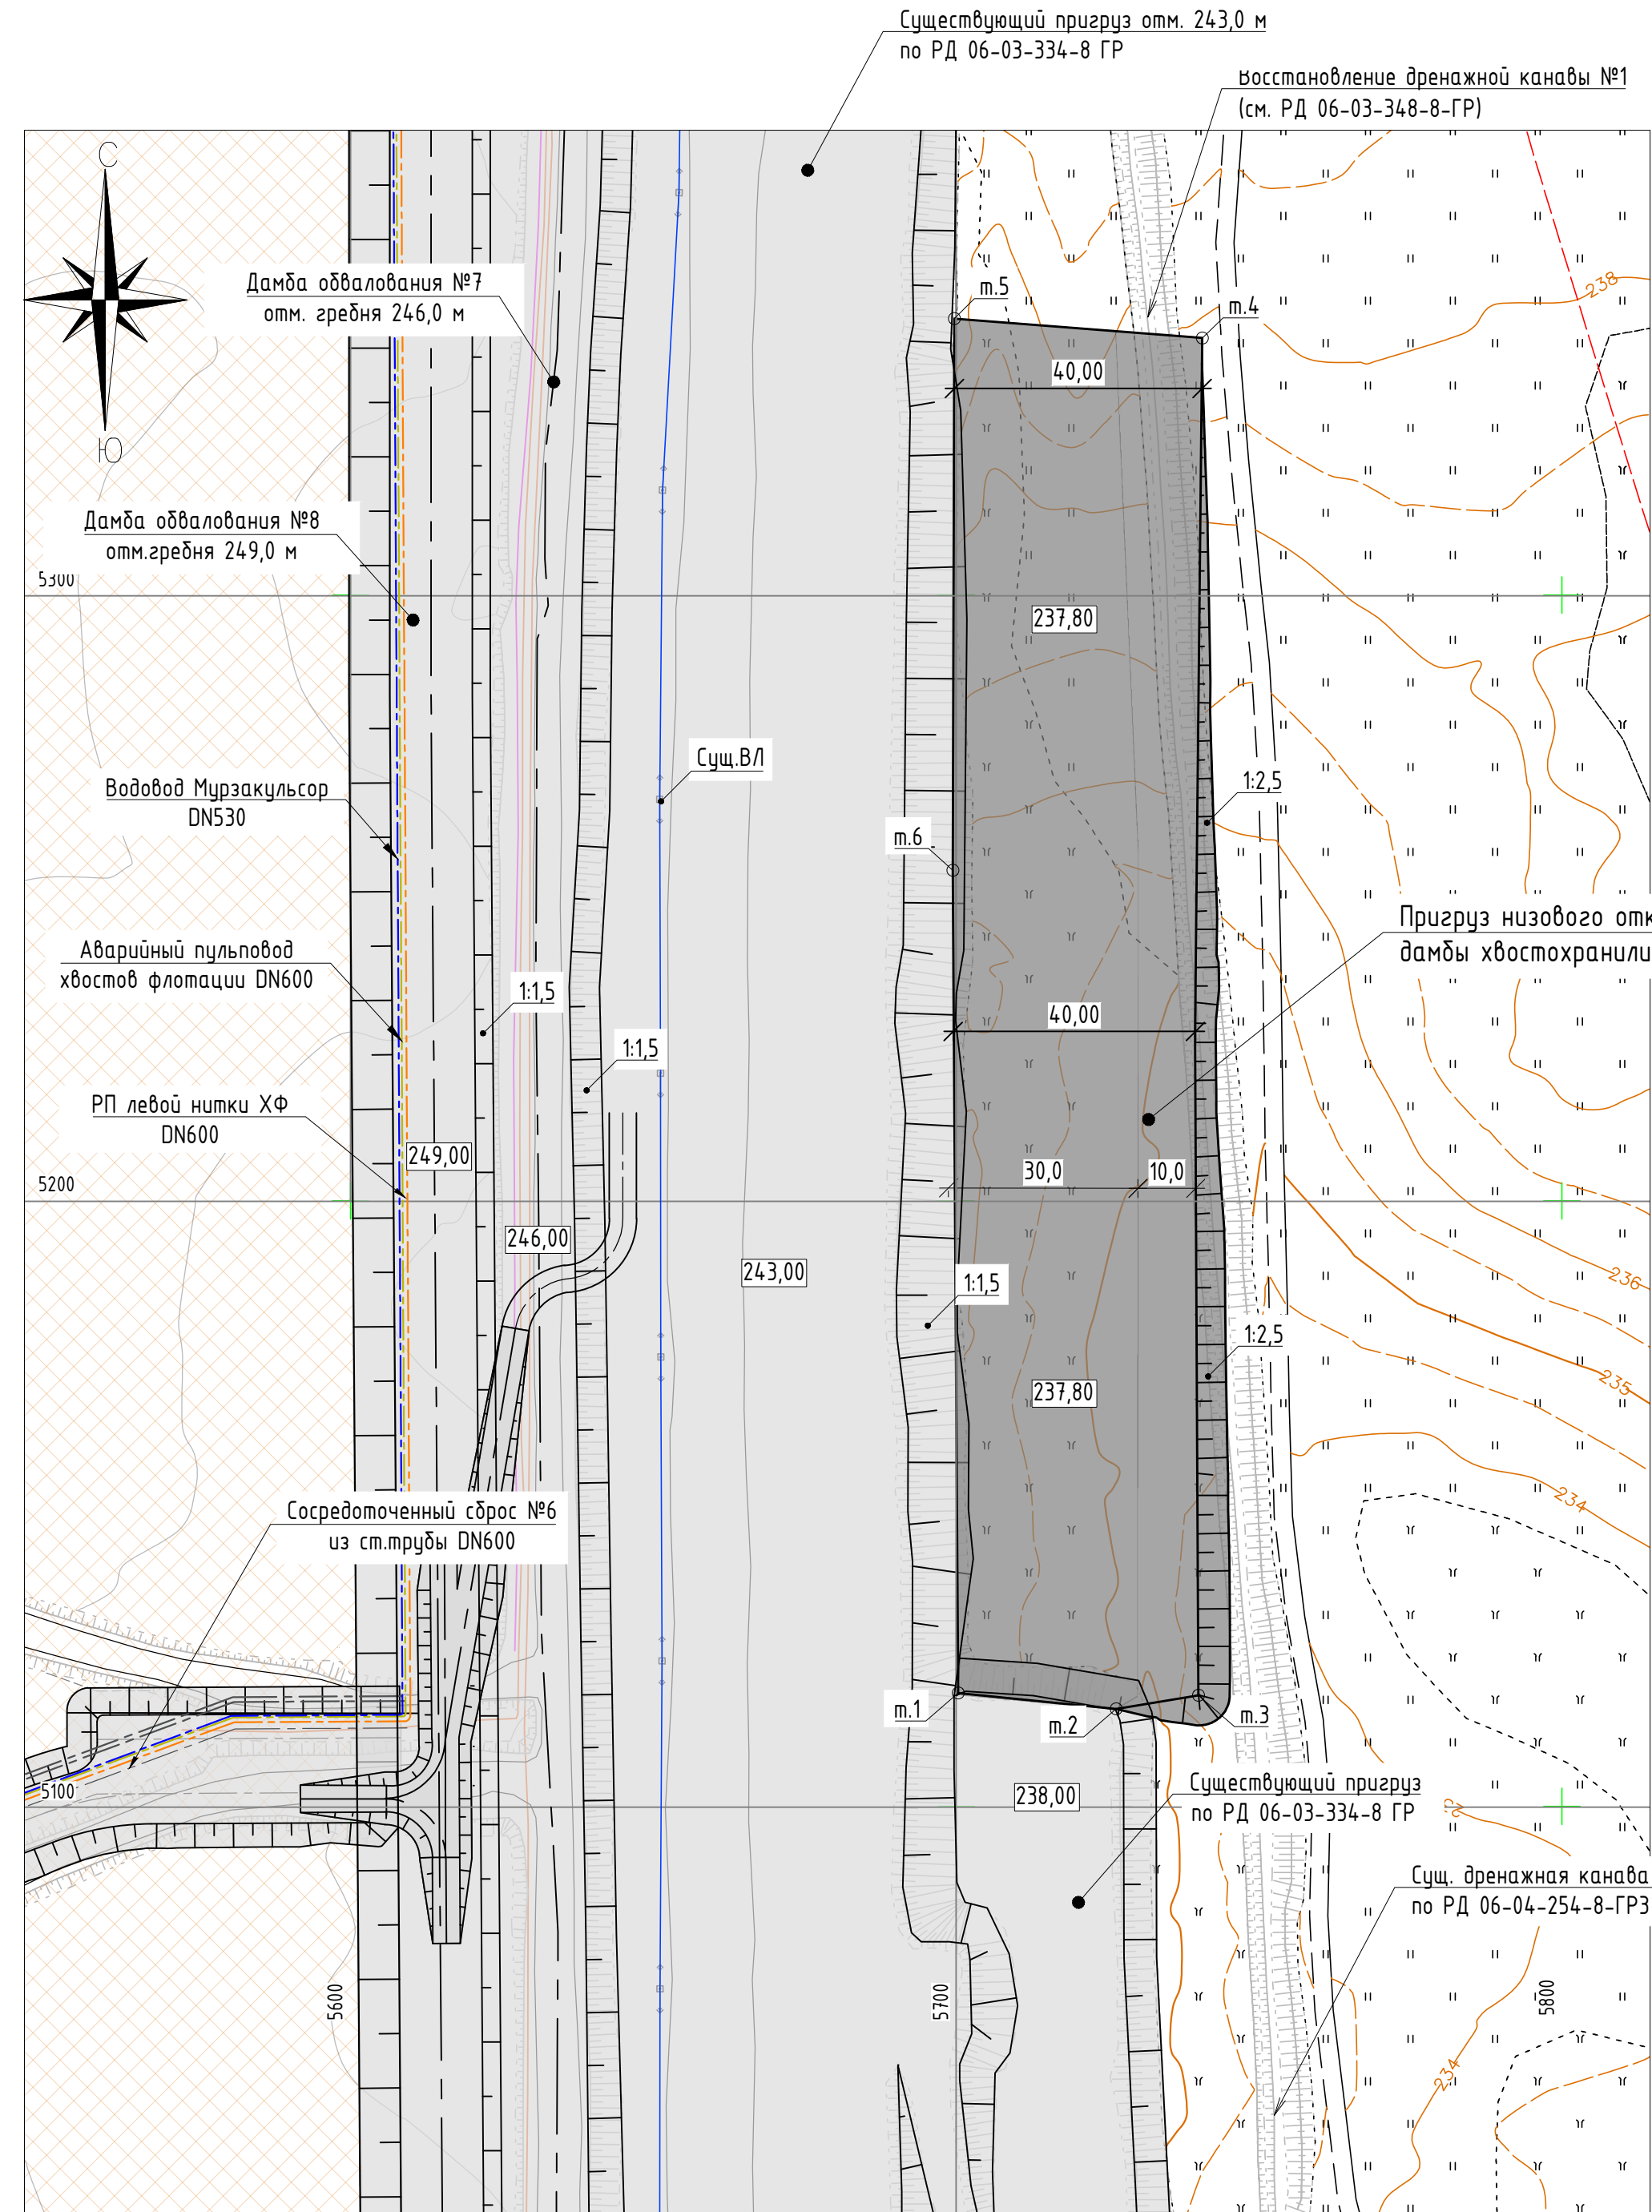 Существующий пригруз отм. 243,0 м
по РД 06-03-334-8 ГР
Восстановление дренажной канавы №1
(см. РД 06-03-348-8-ГР)
С
Ю
Дамба обвалования №7
отм. гребня 246,0 м
т.5
т.4
238
40,00
Дамба обвалования №8
отм.гребня 249,0 м
5300
237,80
Сущ.ВЛ
1:2,5
Водовод Мурзакульсор
DN530
т.6
Пригруз низового
дамбы
Аварийный пульповод
хвостов флотации DN600
1:1,5
40,00
1:1,5
РП левой нитки ХФ
DN600
249,00
5200
30,0
10,0
246,00
243,00
1:1,5
236
1:2,5
235
237,80
234
Сосредоточенный сброс №6
из ст.трубы DN600
т.1
т.2
т.3
5100
238,00
Существующий пригруз
по РД 06-03-334-8 ГР
Сущ. дренажная канава
по РД 06-04-254-8-ГР3
5600
5700
5800
234